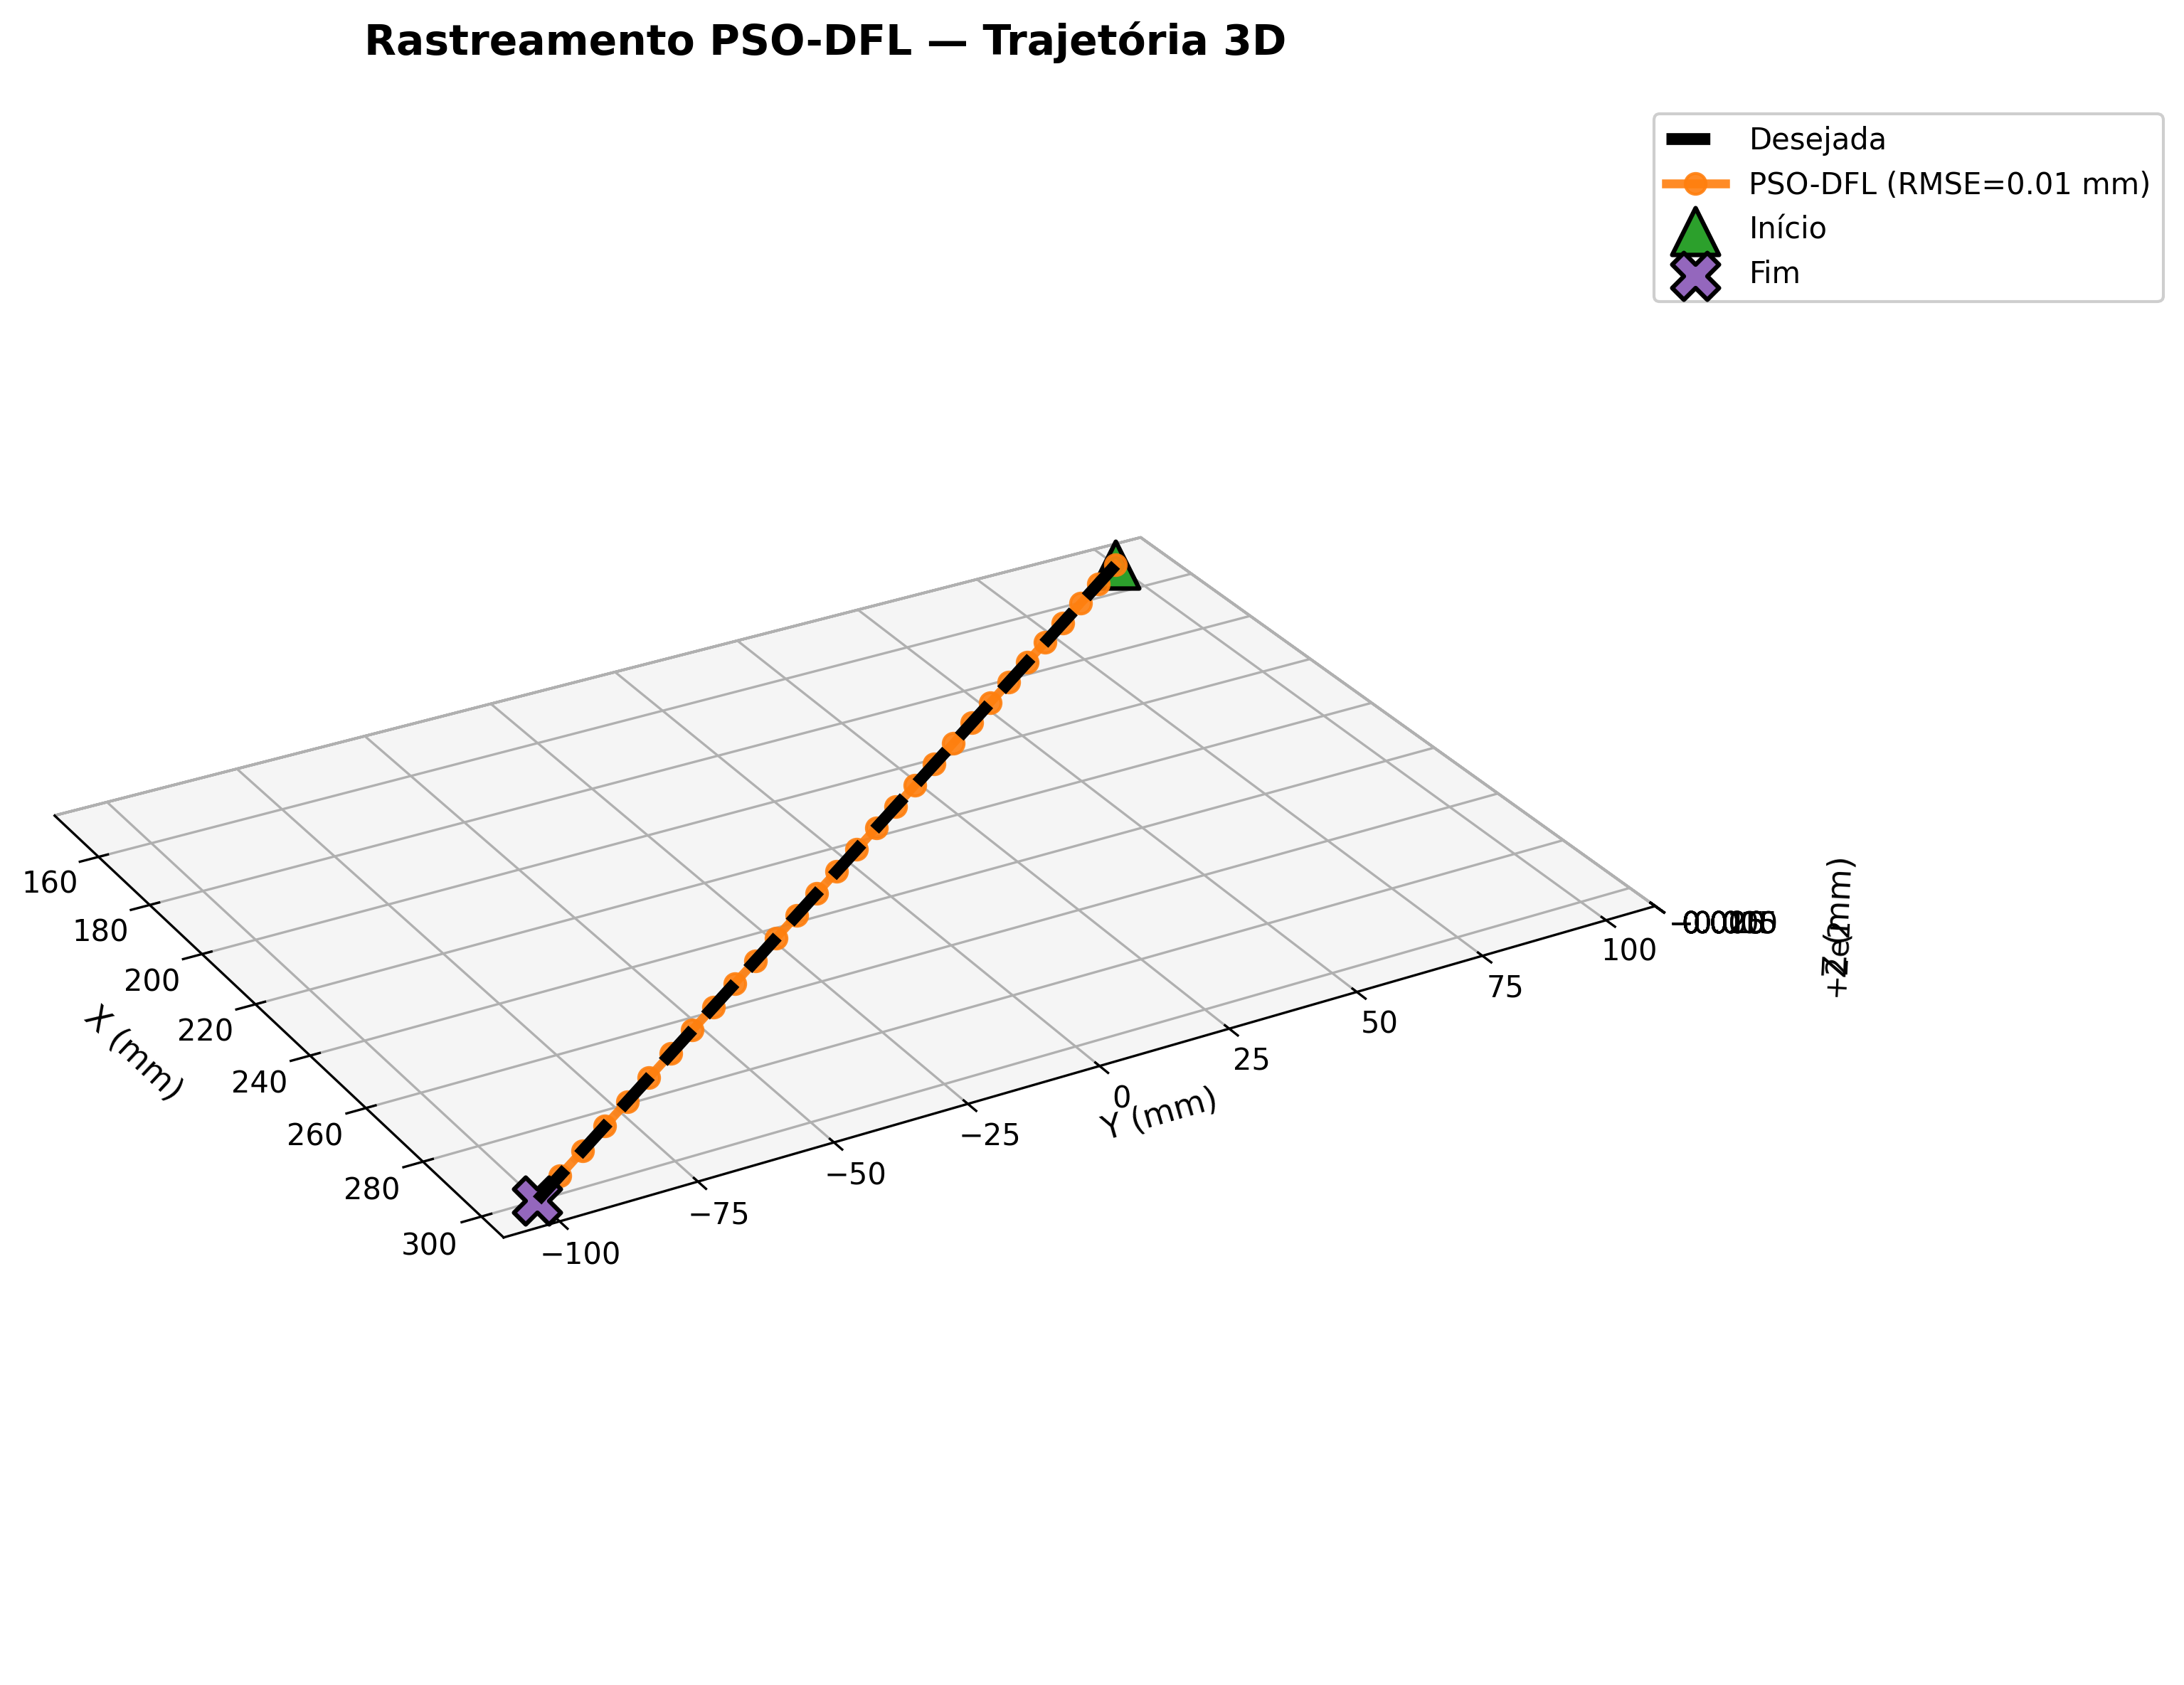 Rastreamento PSO-DFL — Trajetória 3D
Desejada
PSO-DFL (RMSE=0.01 mm)
Início
Fim
160
180
200
220
240
260
280
300
X (mm)
−100
−75
−50
−25
0
25
50
75
100
Y (mm)
Z (mm)